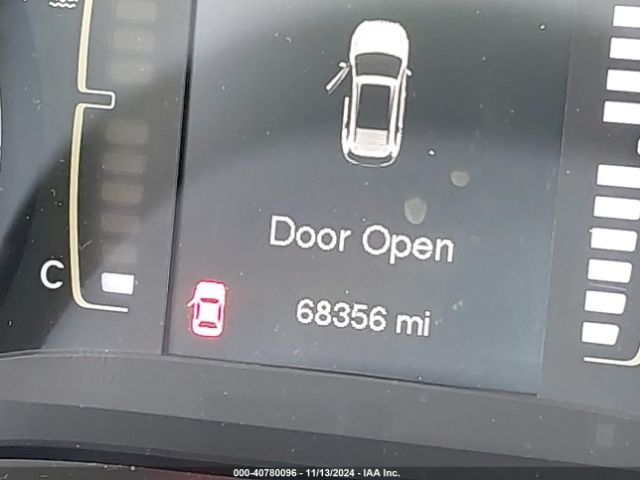 Door Open
C
68356 mi
000-40780096 - 11/13/2024 - IAA Inc.